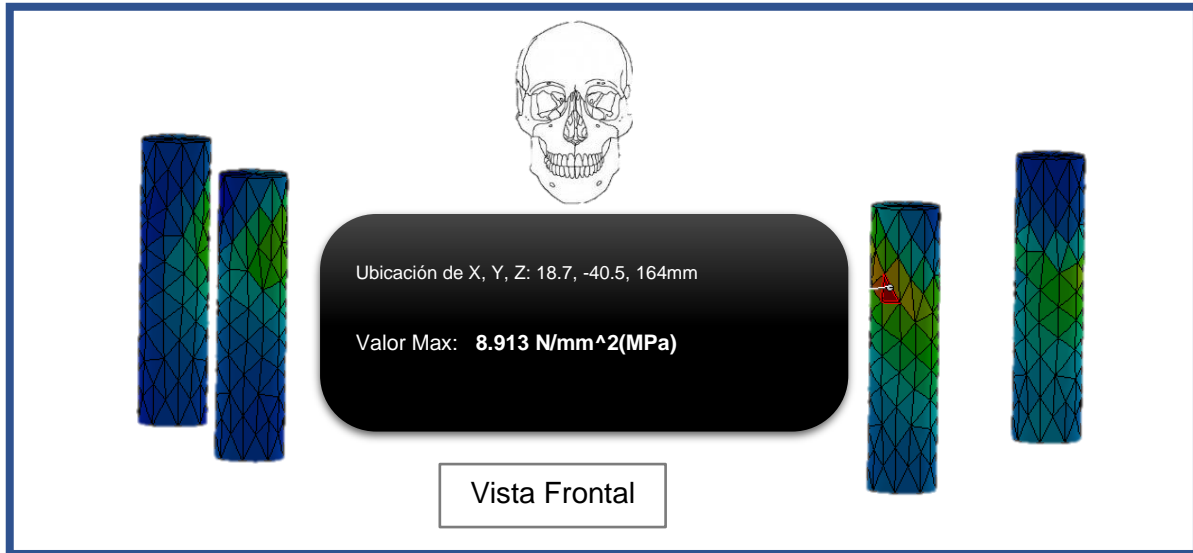 Ubicación de X, Y, Z: 18.7, -40.5, 164mm
Valor Max: 8.913 N/mm^2(MPa)
Vista Frontal